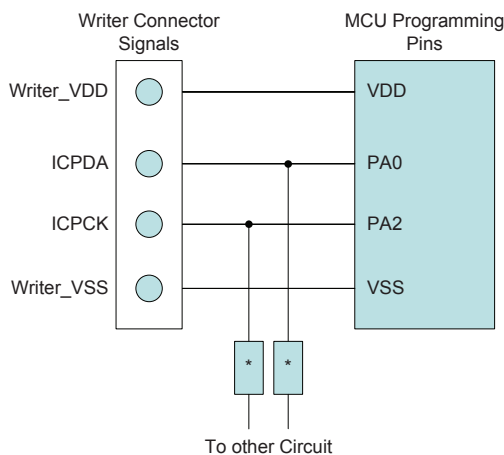 Writer Connector
Signals
MCU Programming
Pins
Writer_VDD
VDD
ICPDA
PA0
ICPCK
PA2
Writer_VSS
VSS
* *
To other Circuit